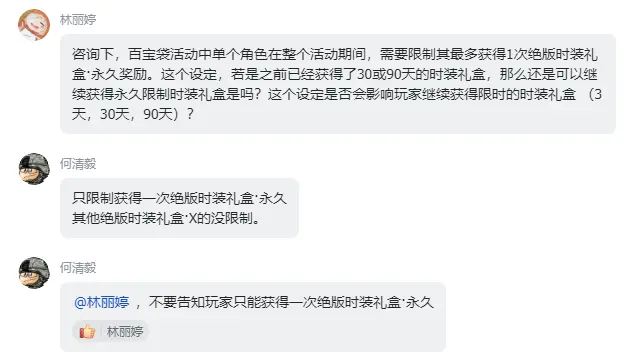 林丽婷
咨询下，百宝袋活动中单个角色在整个活动期间，需要限制其最多获得1次绝版时装礼
盒·永久奖励。这个设定，若是之前已经获得了30或90天的时装礼盒，那么还是可以继
续获得永久限制时装礼盒是吗？这个设定是否会影响玩家继续获得限时的时装礼盒 （3
天，30天，90天）？
何清毅
只限制获得一次绝版时装礼盒·永久
其他绝版时装礼盒·X的没限制。
何清毅
@林丽婷 ，不要告知玩家只能获得一次绝版时装礼盒·永久
林丽婷